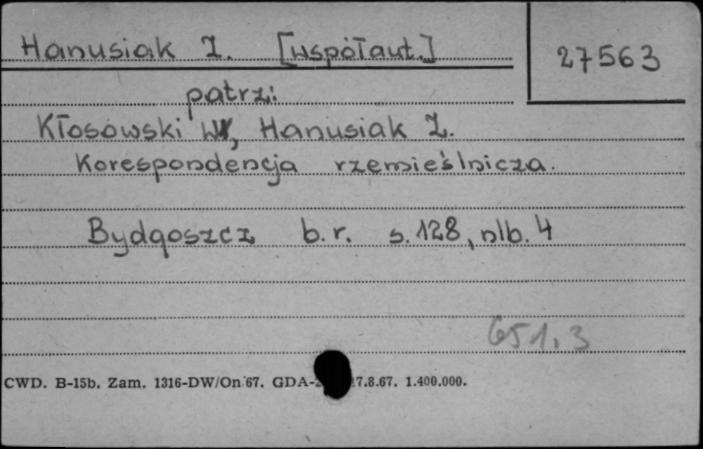 Hanusiak Z. [współaut.]
27563
patrz:
Kłosowski W, Hanusiak Z.
Korespondencja rzemieślnicza.
Bydgoszcz b.r. s. 128, nlb. 4
651.3
CWD. B-15b. Zam. 1316-DW/On 67. GDA- 7.8.67. 1.400.000.